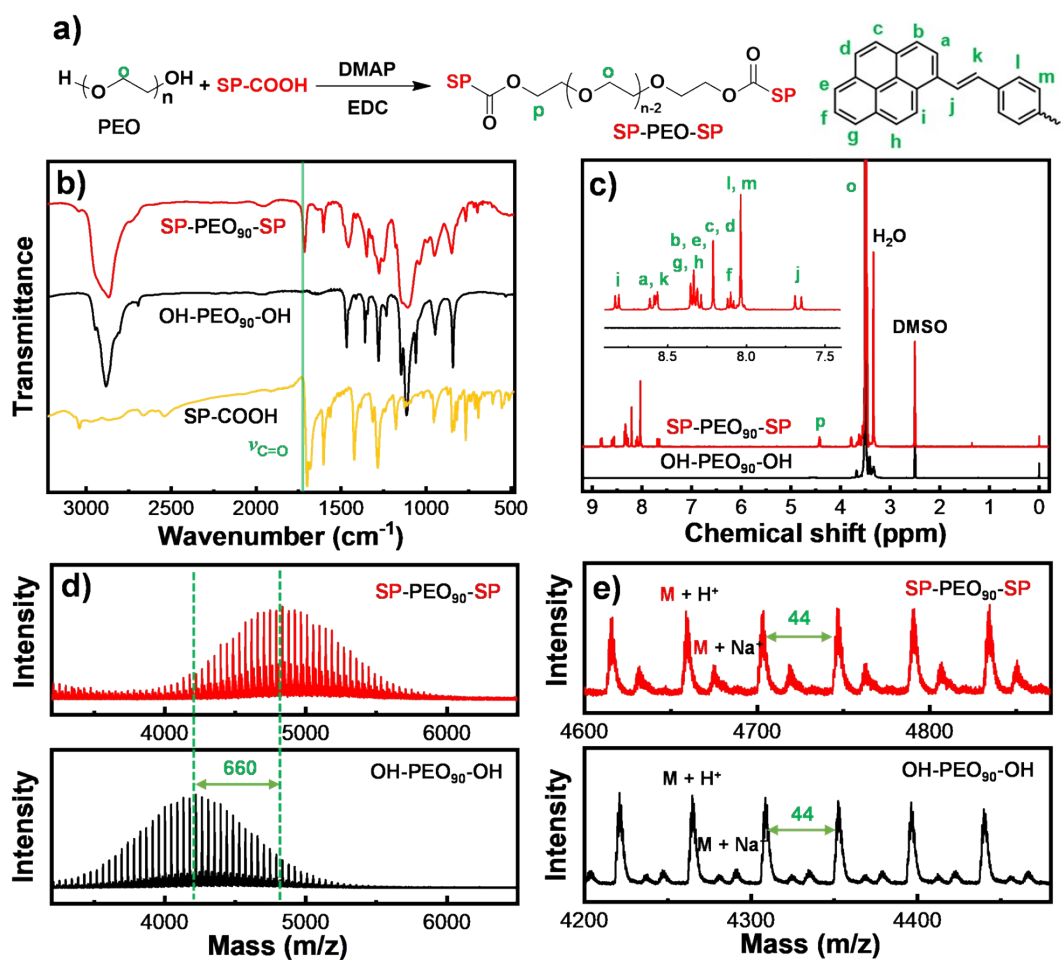 a)
H
o
O
OH
n
+
SP-COOH
DMAP
EDC
PEO
SP
O
O
p
O
o
O
n-2
O
O
SP
SP-PEO-SP
d c b a k l m
e j
f i
g h
b)
SP-PEO90-SP
OH-PEO90-OH
SP-COOH
νC=O
Transmittance
3000 2500 2000 1500 1000 500
Wavenumber (cm-1)
c)
o
H2O
DMSO
l, m
b, e, c, d
g, h
i
a, k
f
j
8.5 8.0 7.5
SP-PEO90-SP
p
OH-PEO90-OH
9 8 7 6 5 4 3 2 1 0
Chemical shift (ppm)
d)
SP-PEO90-SP
Intensity
4000 5000 6000
660
OH-PEO90-OH
Intensity
4000 5000 6000
Mass (m/z)
e)
SP-PEO90-SP
M + H+
44
M + Na+
Intensity
4600 4700 4800
OH-PEO90-OH
M + H+
44
M + Na+
Intensity
4200 4300 4400
Mass (m/z)